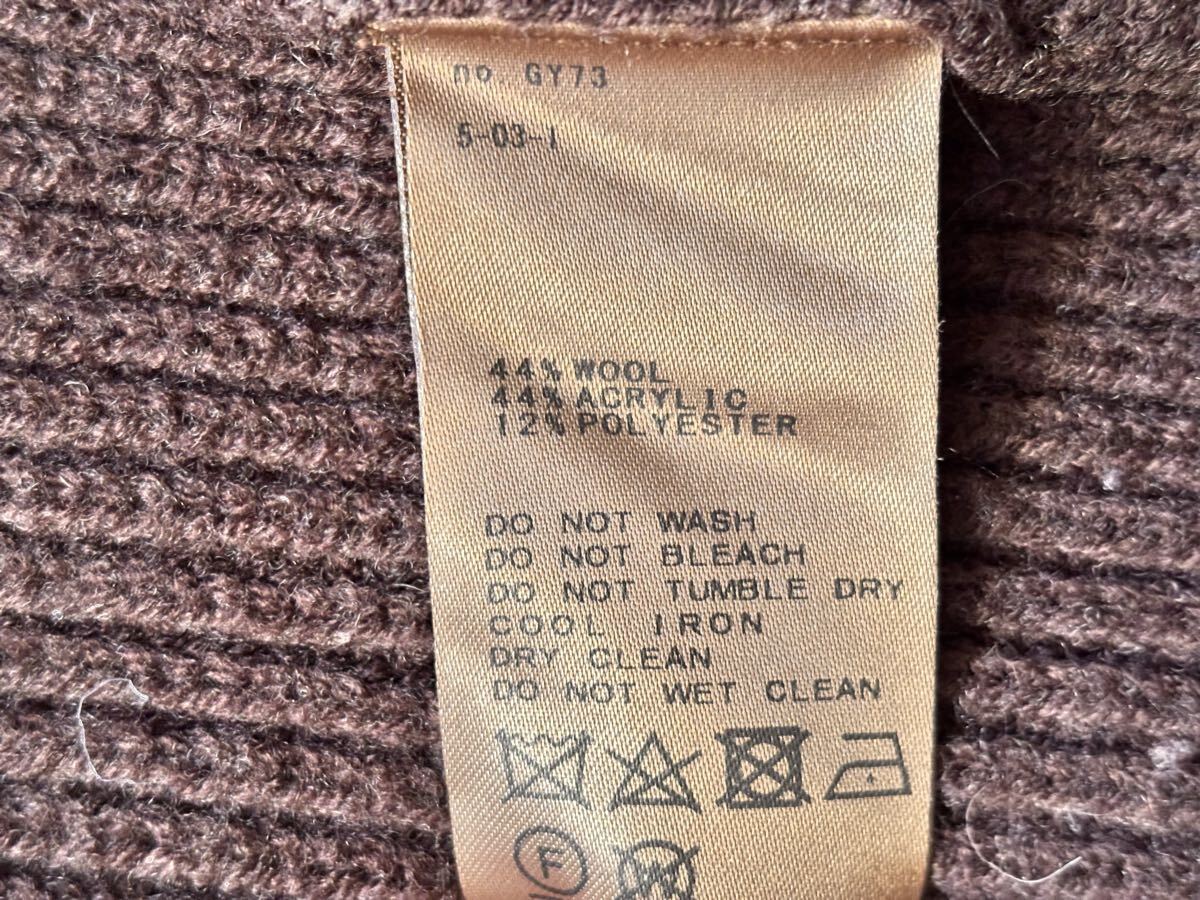 no. GY73
5-03-1
44% WOOL
44% ACRYLIC
12% POLYESTER
DO NOT WASH
DO NOT BLEACH
DO NOT TUMBLE DRY
COOL IRON
DRY CLEAN
DO NOT WET CLEAN
F
W